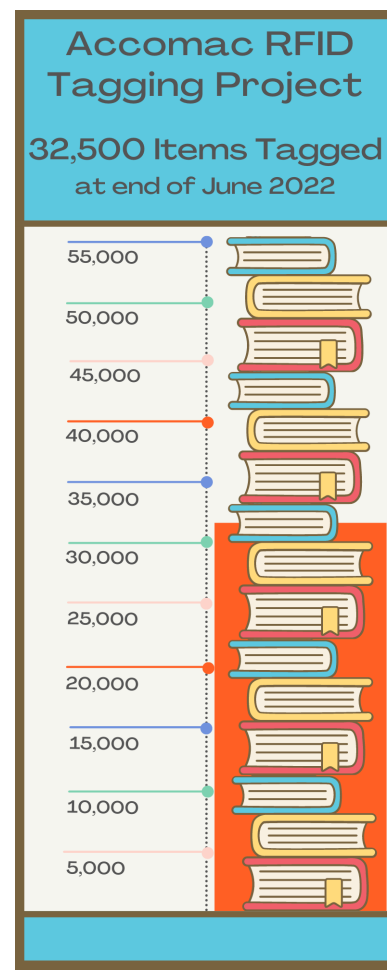 Accomac RFID
Tagging Project
32,500 Items Tagged
at end of June 2022
55,000
50,000
45,000
40,000
35,000
30,000
25,000
20,000
15,000
10,000
5,000